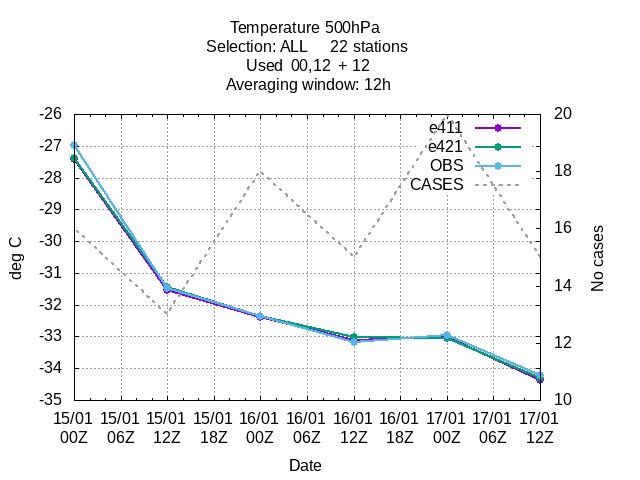 Temperature 500hPa
Selection: ALL 22 stations
Used 00,12 + 12
Averaging window: 12h
-26 20
e411
-27
e421
OBS
-28 18
CASES
-29
-30 16
deg C
No cases
-31
14
-32
-33
12
-34
-35 10
15/01 15/01 15/01 15/01 16/01 16/01 16/01 16/01 17/01 17/01 17/01
00Z 06Z 12Z 18Z 00Z 06Z 12Z 18Z 00Z 06Z 12Z
Date